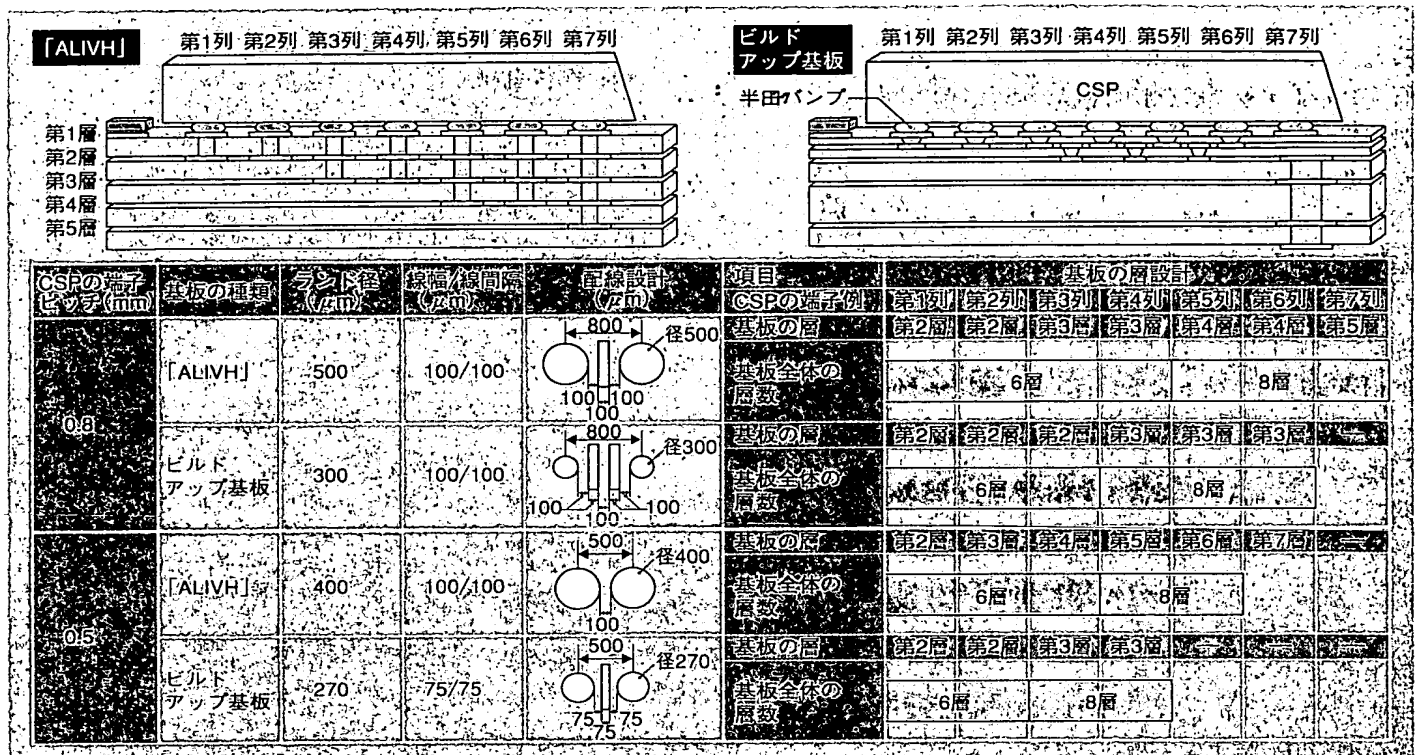 「ALIVH」
第1列 第2列 第3列 第4列 第5列 第6列 第7列
第1層
第2層
第3層
第4層
第5層
ビルド
アップ基板
第1列 第2列 第3列 第4列 第5列 第6列 第7列
半田バンプ
CSP
CSPの端子
ピッチ(mm)
基板の種類
ランド径
(μm)
線幅/線間隔
(μm)
配線設計
(μm)
項目
CSPの端子例
基板の層設計
第1列 第2列 第3列 第4列 第5列 第6列 第7列
0.8
「ALIVH」
500
100/100
800
径500
100 100
100
基板の層
第2層 第2層 第3層 第3層 第4層 第4層 第5層
基板全体の
層数
6層 8層
ビルド
アップ基板
300
100/100
800
径300
100 100
100
基板の層
第2層 第2層 第2層 第3層 第3層 第3層 —
基板全体の
層数
6層 8層
0.5
「ALIVH」
400
100/100
500
径400
100
基板の層
第2層 第3層 第4層 第5層 第6層 第7層 —
基板全体の
層数
6層 8層
ビルド
アップ基板
270
75/75
500
径270
75 75
75
基板の層
第2層 第2層 第3層 第3層 — — —
基板全体の
層数
6層 8層